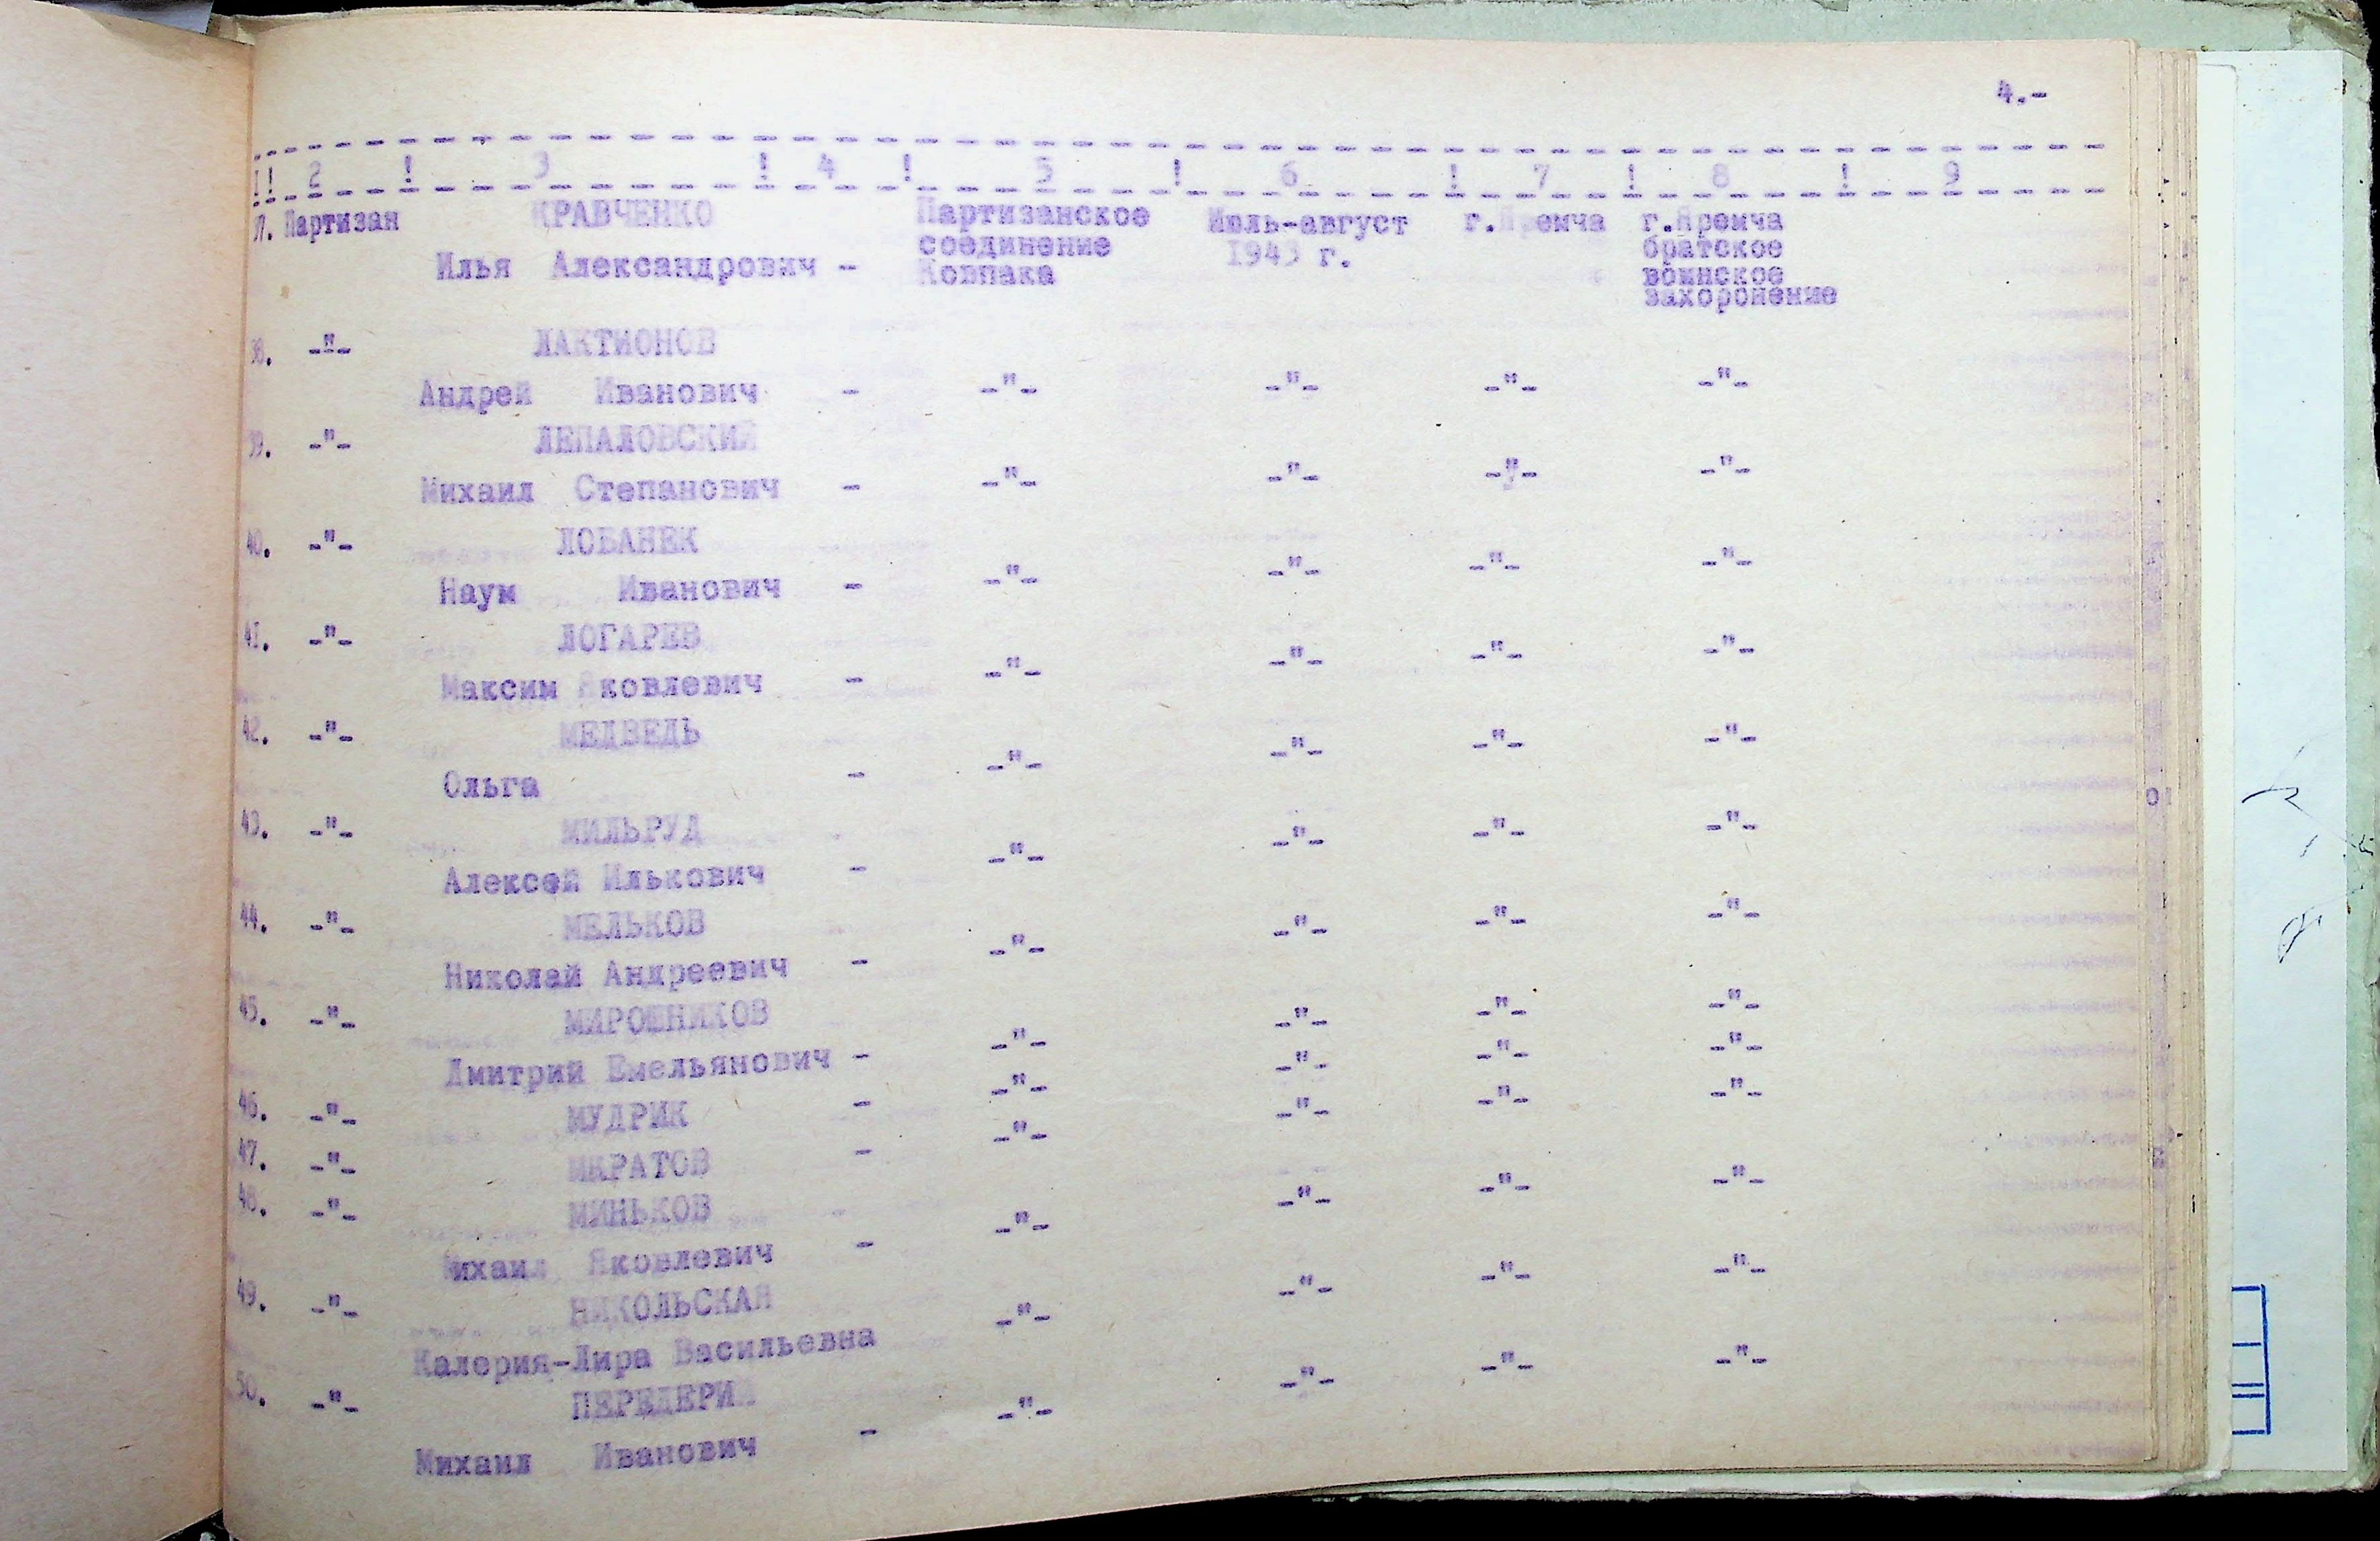 4.-
I! 2 ! 3 ! 4 ! 5 ! 6 ! 7 ! 8 ! 9
37. Партизан КРАВЧЕНКО Партизанское Июль-август г.Яремча г.Яремча
соединение 1943 г. братское
Илья Александрович - Ковпака воинское
захоронение
38. -"- ЛАКТИОНОВ
Андрей Иванович - -"- -"- -"- -"-
39. -"- ЛЕПАЛОВСКИЙ
Михаил Степанович - -"- -"- -"- -"-
40. -"- ЛОБАНЕК
Наум Иванович - -"- -"- -"- -"-
41. -"- ЛОГАРЕВ
Максим Яковлевич - -"- -"- -"- -"-
42. -"- МЕДВЕДЬ
Ольга - -"- -"- -"- -"-
43. -"- МИЛЬРУД
Алексей Илькович - -"- -"- -"- -"-
44. -"- МЕЛЬКОВ
Николай Андреевич - -"- -"- -"- -"-
45. -"- МИРОШНИКОВ
Дмитрий Емельянович - -"- -"- -"- -"-
46. -"- МУДРИК - -"- -"- -"- -"-
47. -"- МКРАТОВ - -"- -"- -"- -"-
48. -"- МИНЬКОВ
Михаил Яковлевич - -"- -"- -"- -"-
49. -"- НИКОЛЬСКАЯ
Калерия-Лира Васильевна -"- -"- -"- -"-
50. -"- ПЕРЕДЕРИЙ
Михаил Иванович - -"- -"- -"- -"-